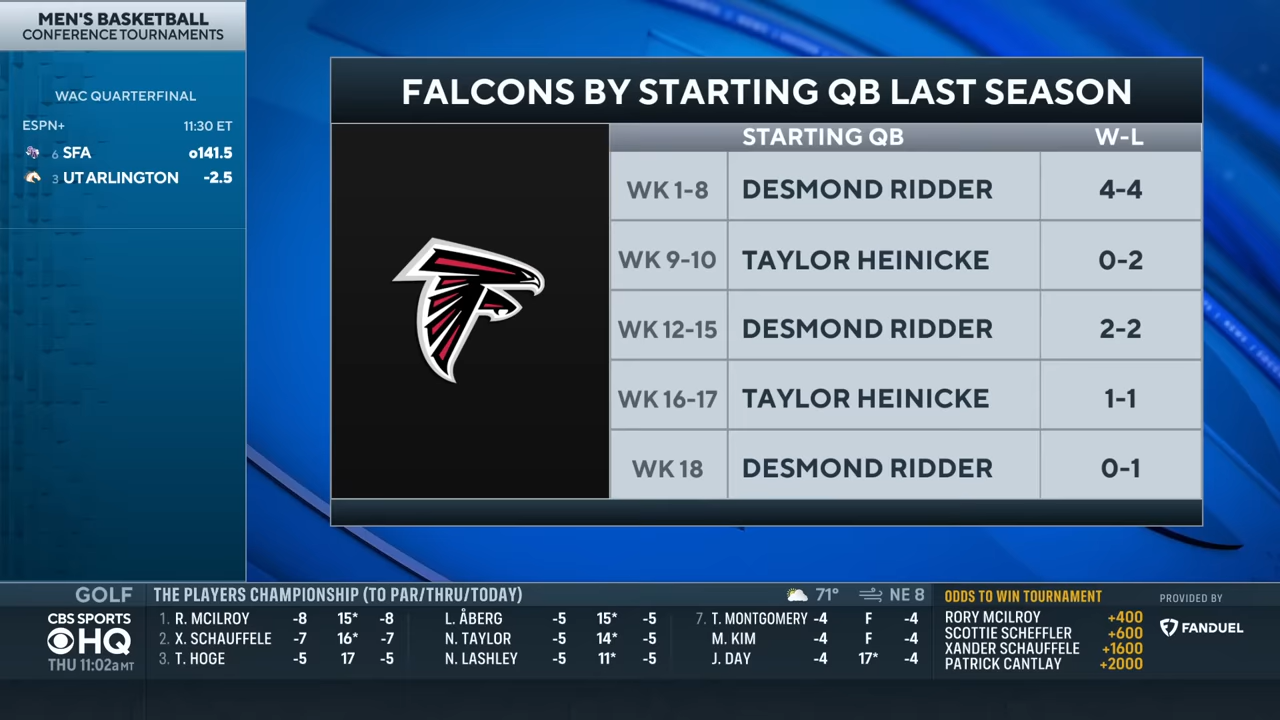 MEN'S BASKETBALL
CONFERENCE TOURNAMENTS
WAC QUARTERFINAL
ESPN+ 11:30 ET
6 SFA o141.5
3 UT ARLINGTON -2.5
FALCONS BY STARTING QB LAST SEASON
STARTING QB W-L
WK 1-8 DESMOND RIDDER 4-4
WK 9-10 TAYLOR HEINICKE 0-2
WK 12-15 DESMOND RIDDER 2-2
WK 16-17 TAYLOR HEINICKE 1-1
WK 18 DESMOND RIDDER 0-1
GOLF THE PLAYERS CHAMPIONSHIP (TO PAR/THRU/TODAY) 71° NE 8
CBS SPORTS
HQ
THU 11:02A MT
1. R. MCILROY -8 15* -8 L. ÅBERG -5 15* -5 7. T. MONTGOMERY -4 F -4
2. X. SCHAUFFELE -7 16* -7 N. TAYLOR -5 14* -5 M. KIM -4 F -4
3. T. HOGE -5 17 -5 N. LASHLEY -5 11* -5 J. DAY -4 17* -4
ODDS TO WIN TOURNAMENT
RORY MCILROY +400
SCOTTIE SCHEFFLER +600
XANDER SCHAUFFELE +1600
PATRICK CANTLAY +2000
PROVIDED BY
FANDUEL